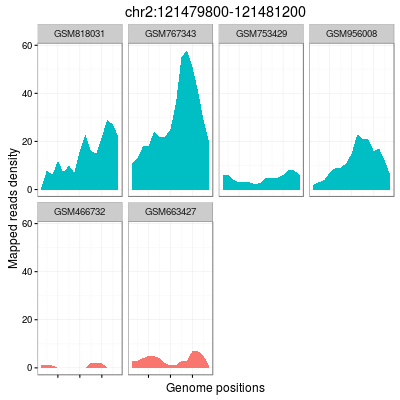 chr2:121479800-121481200
GSM818031 GSM767343 GSM753429 GSM956008
60
40
20
0
GSM466732 GSM663427
60
40
20
0
Mapped reads density
Genome positions